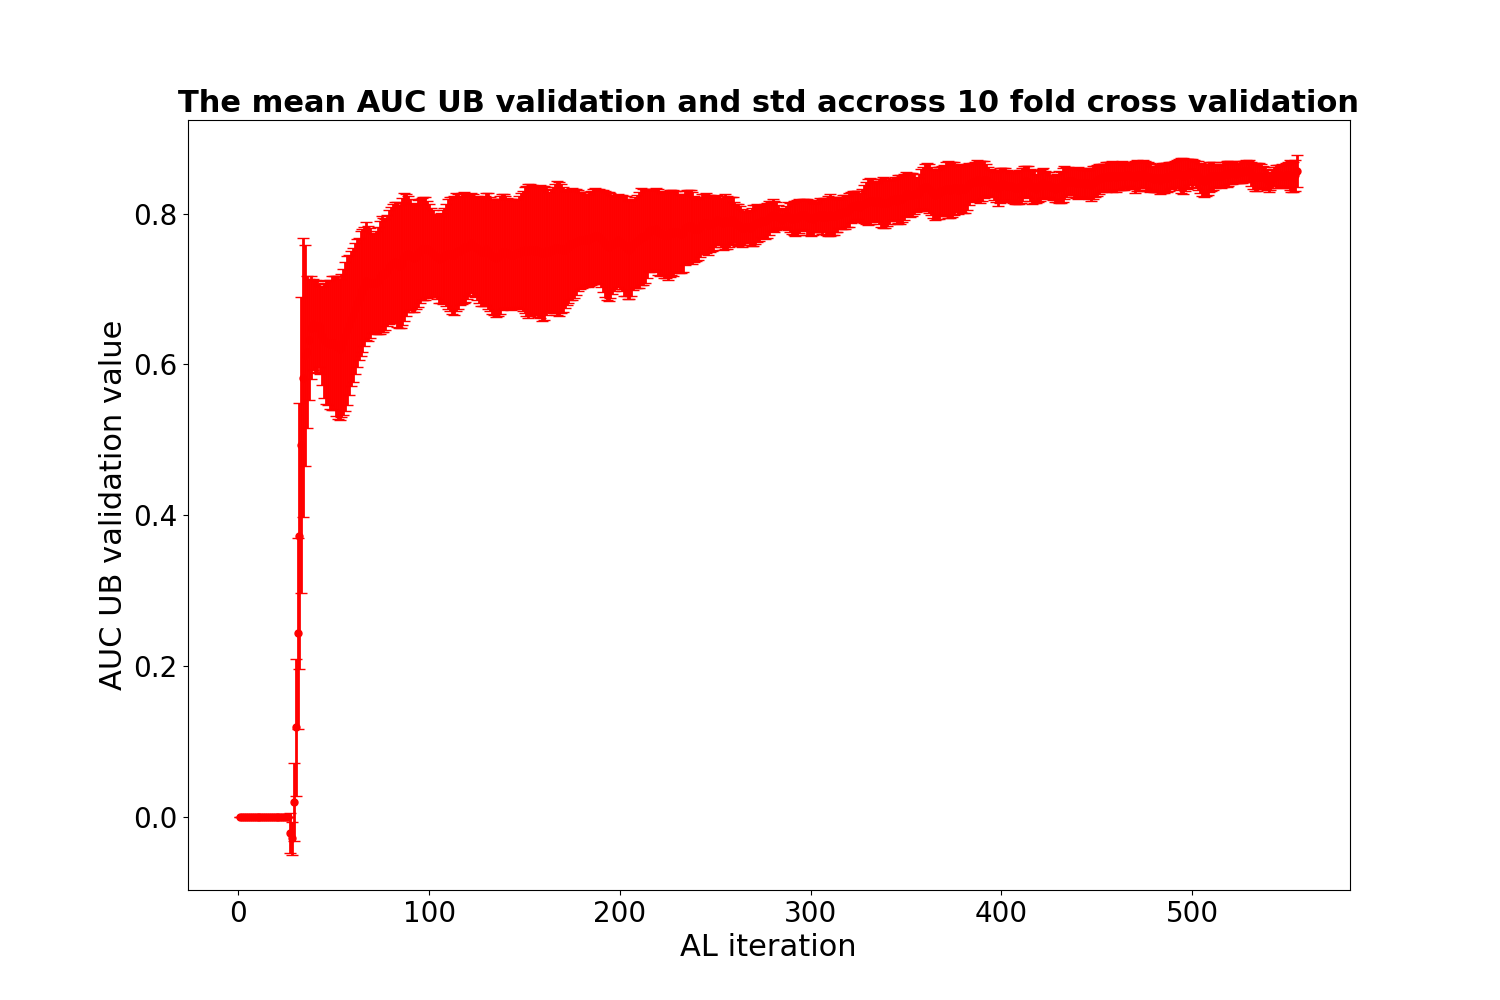 The mean AUC UB validation and std accross 10 fold cross validation
AUC UB validation value
0.8
0.6
0.4
0.2
0.0
0 100 200 300 400 500
AL iteration